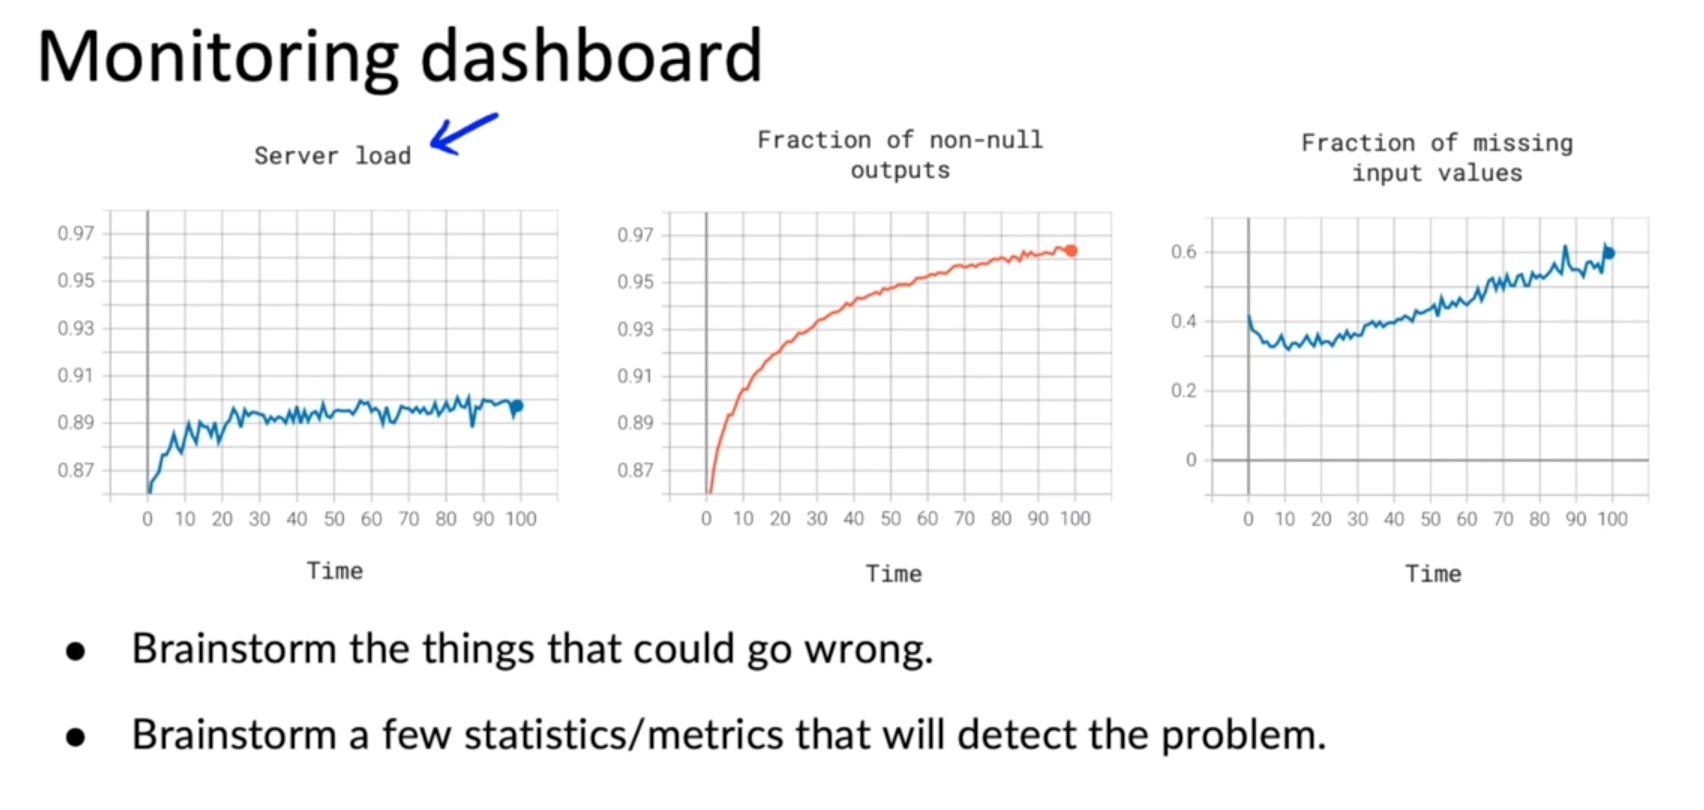 Monitoring dashboard
Server load
0.97
0.95
0.93
0.91
0.89
0.87
0 10 20 30 40 50 60 70 80 90 100
Time
Fraction of non-null
outputs
0.97
0.95
0.93
0.91
0.89
0.87
0 10 20 30 40 50 60 70 80 90 100
Time
Fraction of missing
input values
0.6
0.4
0.2
0
0 10 20 30 40 50 60 70 80 90 100
Time
● Brainstorm the things that could go wrong.
● Brainstorm a few statistics/metrics that will detect the problem.